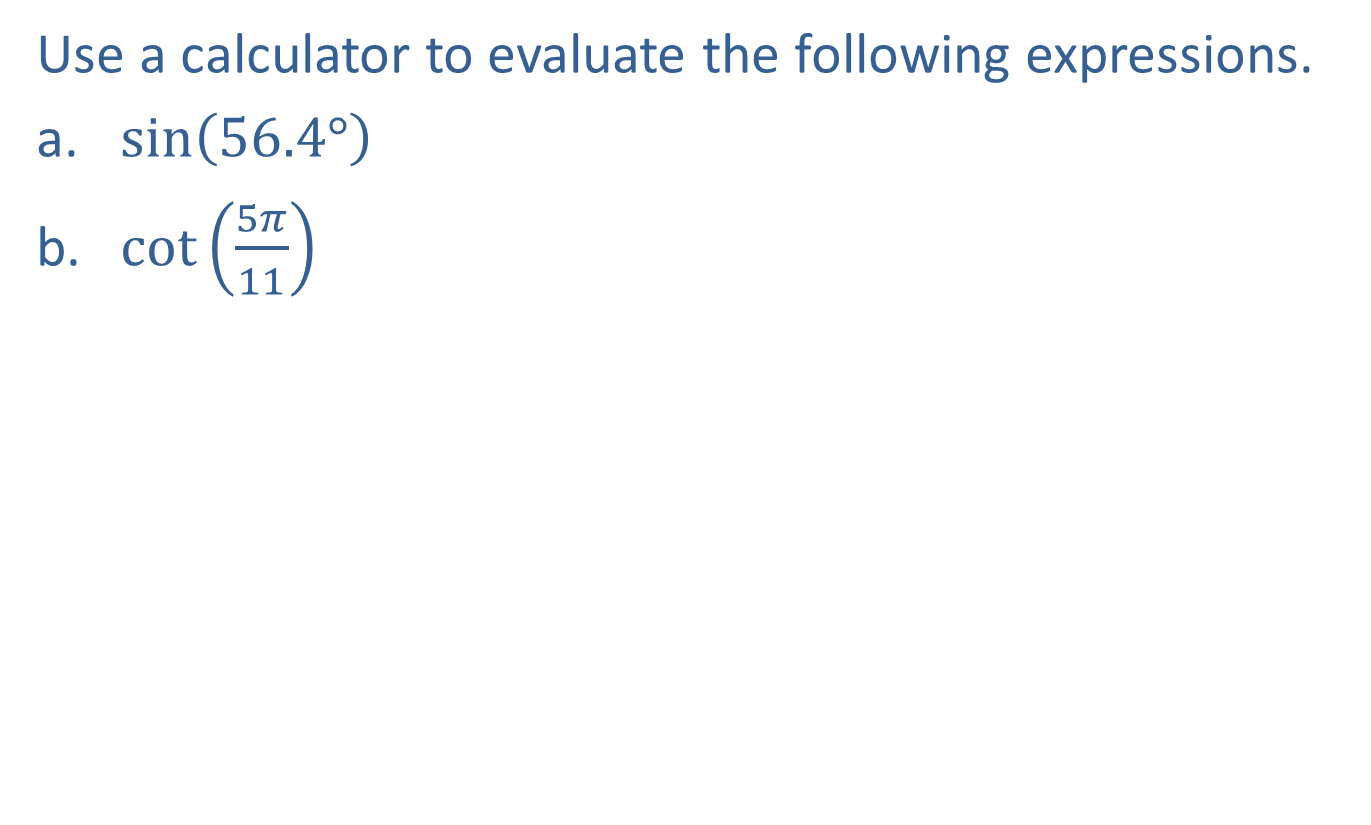 Use a calculator to evaluate the following expressions.
a. sin(56.4°)
b. cot(5π/11)